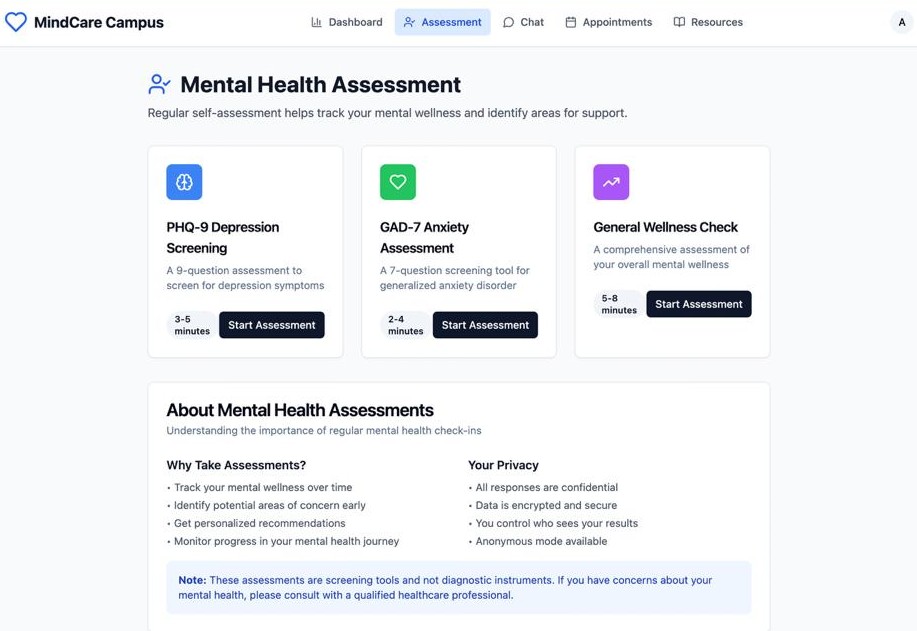 MindCare Campus
Dashboard
Assessment
Chat
Appointments
Resources
A
Mental Health Assessment
Regular self-assessment helps track your mental wellness and identify areas for support.
PHQ-9 Depression
Screening
A 9-question assessment to
screen for depression symptoms
3-5
minutes
Start Assessment
GAD-7 Anxiety
Assessment
A 7-question screening tool for
generalized anxiety disorder
2-4
minutes
Start Assessment
General Wellness Check
A comprehensive assessment of
your overall mental wellness
5-8
minutes
Start Assessment
About Mental Health Assessments
Understanding the importance of regular mental health check-ins
Why Take Assessments?
• Track your mental wellness over time
• Identify potential areas of concern early
• Get personalized recommendations
• Monitor progress in your mental health journey
Your Privacy
• All responses are confidential
• Data is encrypted and secure
• You control who sees your results
• Anonymous mode available
Note: These assessments are screening tools and not diagnostic instruments. If you have concerns about your
mental health, please consult with a qualified healthcare professional.